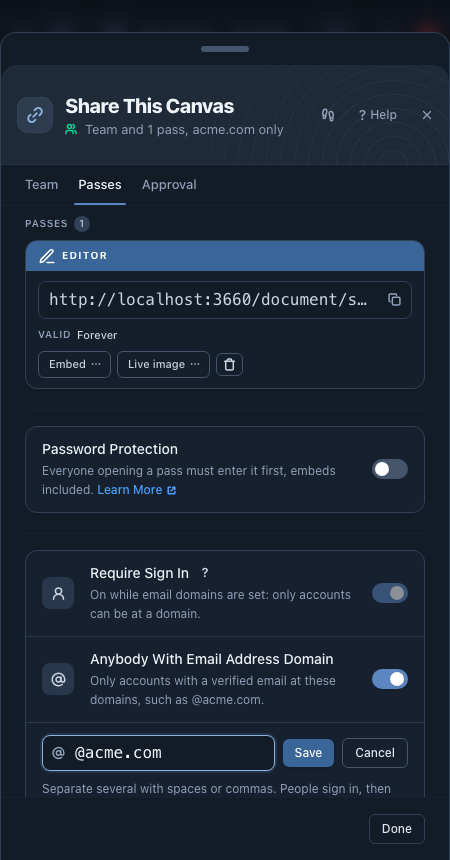 Share This Canvas
Team and 1 pass, acme.com only
? Help
Team Passes Approval
PASSES 1
EDITOR
http://localhost:3660/document/s…
VALID Forever
Embed ··· Live image ···
Password Protection
Everyone opening a pass must enter it first, embeds
included. Learn More
Require Sign In ?
On while email domains are set: only accounts
can be at a domain.
Anybody With Email Address Domain
Only accounts with a verified email at these
domains, such as @acme.com.
@ @acme.com Save Cancel
Separate several with spaces or commas. People sign in, then
Done